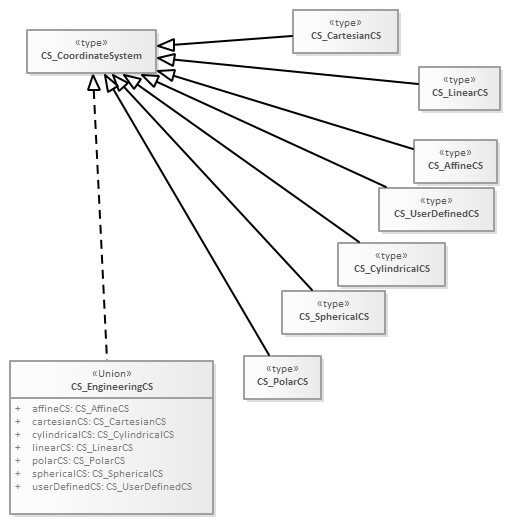 «type»
CS_CoordinateSystem
«type»
CS_CartesianCS
«type»
CS_LinearCS
«type»
CS_AffineCS
«type»
CS_UserDefinedCS
«type»
CS_CylindricalCS
«type»
CS_SphericalCS
«type»
CS_PolarCS
«Union»
CS_EngineeringCS
+ affineCS: CS_AffineCS
+ cartesianCS: CS_CartesianCS
+ cylindricalCS: CS_CylindricalCS
+ linearCS: CS_LinearCS
+ polarCS: CS_PolarCS
+ sphericalCS: CS_SphericalCS
+ userDefinedCS: CS_UserDefinedCS